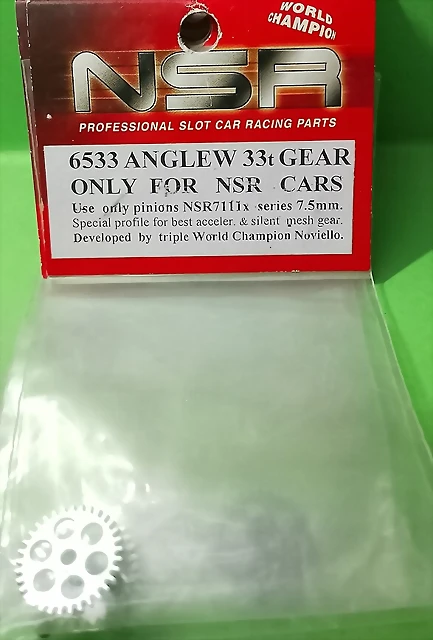 WORLD
CHAMPION
NSR
PROFESSIONAL SLOT CAR RACING PARTS
6533 ANGLEW 33t GEAR
ONLY FOR NSR CARS
Use only pinions NSR7111x series 7.5mm.
Special profile for best acceler. & silent mesh gear.
Developed by triple World Champion Noviello.